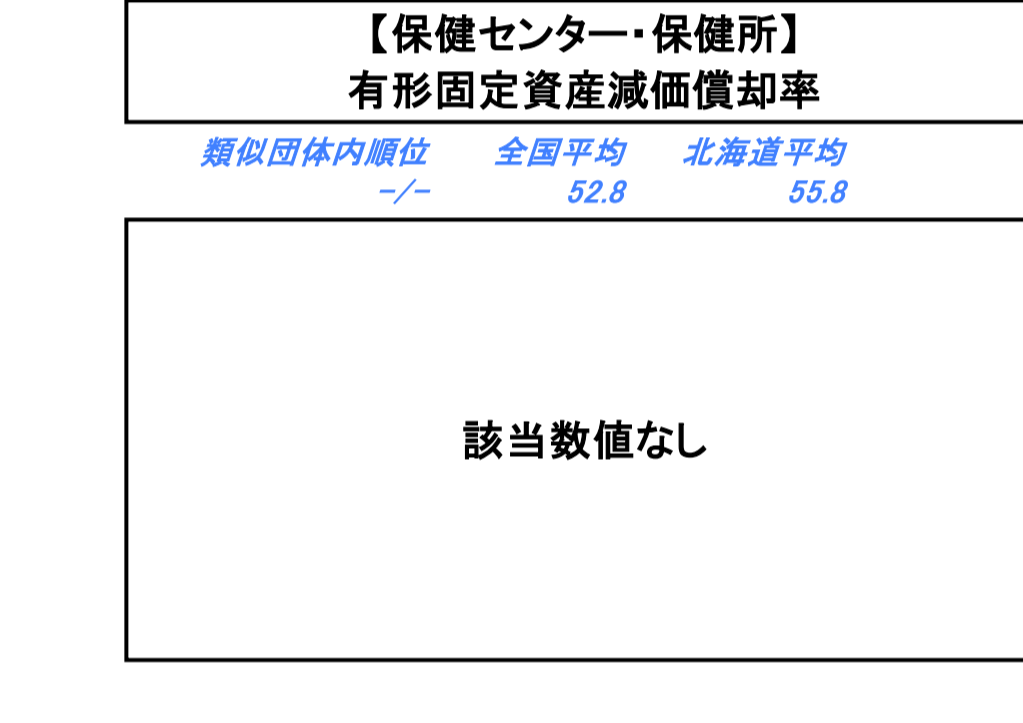 【保健センター・保健所】
有形固定資産減価償却率
類似団体内順位 全国平均 北海道平均
-/- 52.8 55.8
該当数値なし